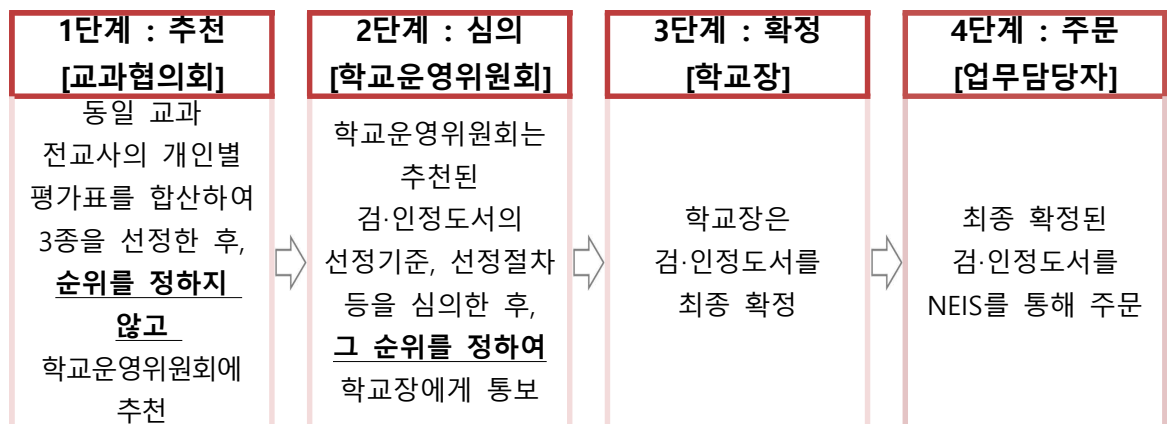 1단계 : 추천
[교과협의회]
동일 교과
전교사의 개인별
평가표를 합산하여
3종을 선정한 후,
순위를 정하지
않고
학교운영위원회에
추천
2단계 : 심의
[학교운영위원회]
학교운영위원회는
추천된
검·인정도서의
선정기준, 선정절차
등을 심의한 후,
그 순위를 정하여
학교장에게 통보
3단계 : 확정
[학교장]
학교장은
검·인정도서를
최종 확정
4단계 : 주문
[업무담당자]
최종 확정된
검·인정도서를
NEIS를 통해 주문